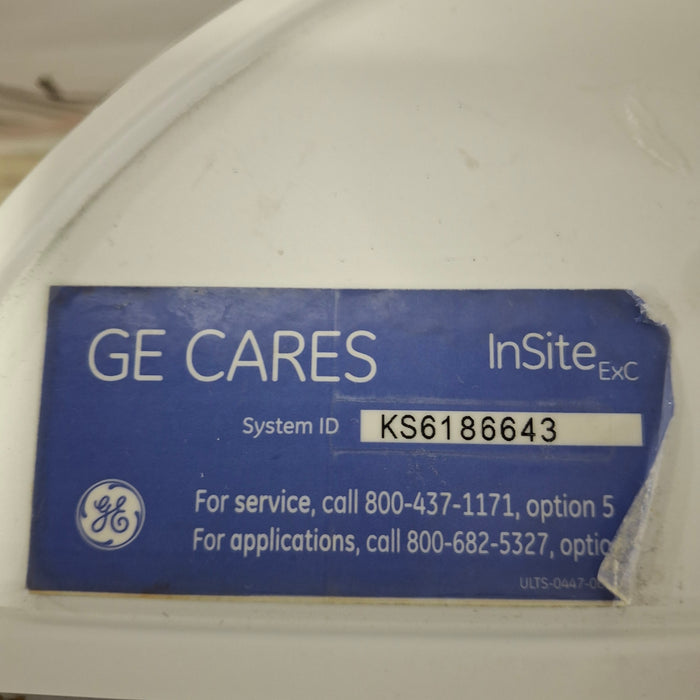 GE CARES
InSite ExC
System ID KS6186643
For service, call 800-437-1171, option 5
GE
For applications, call 800-682-5327,